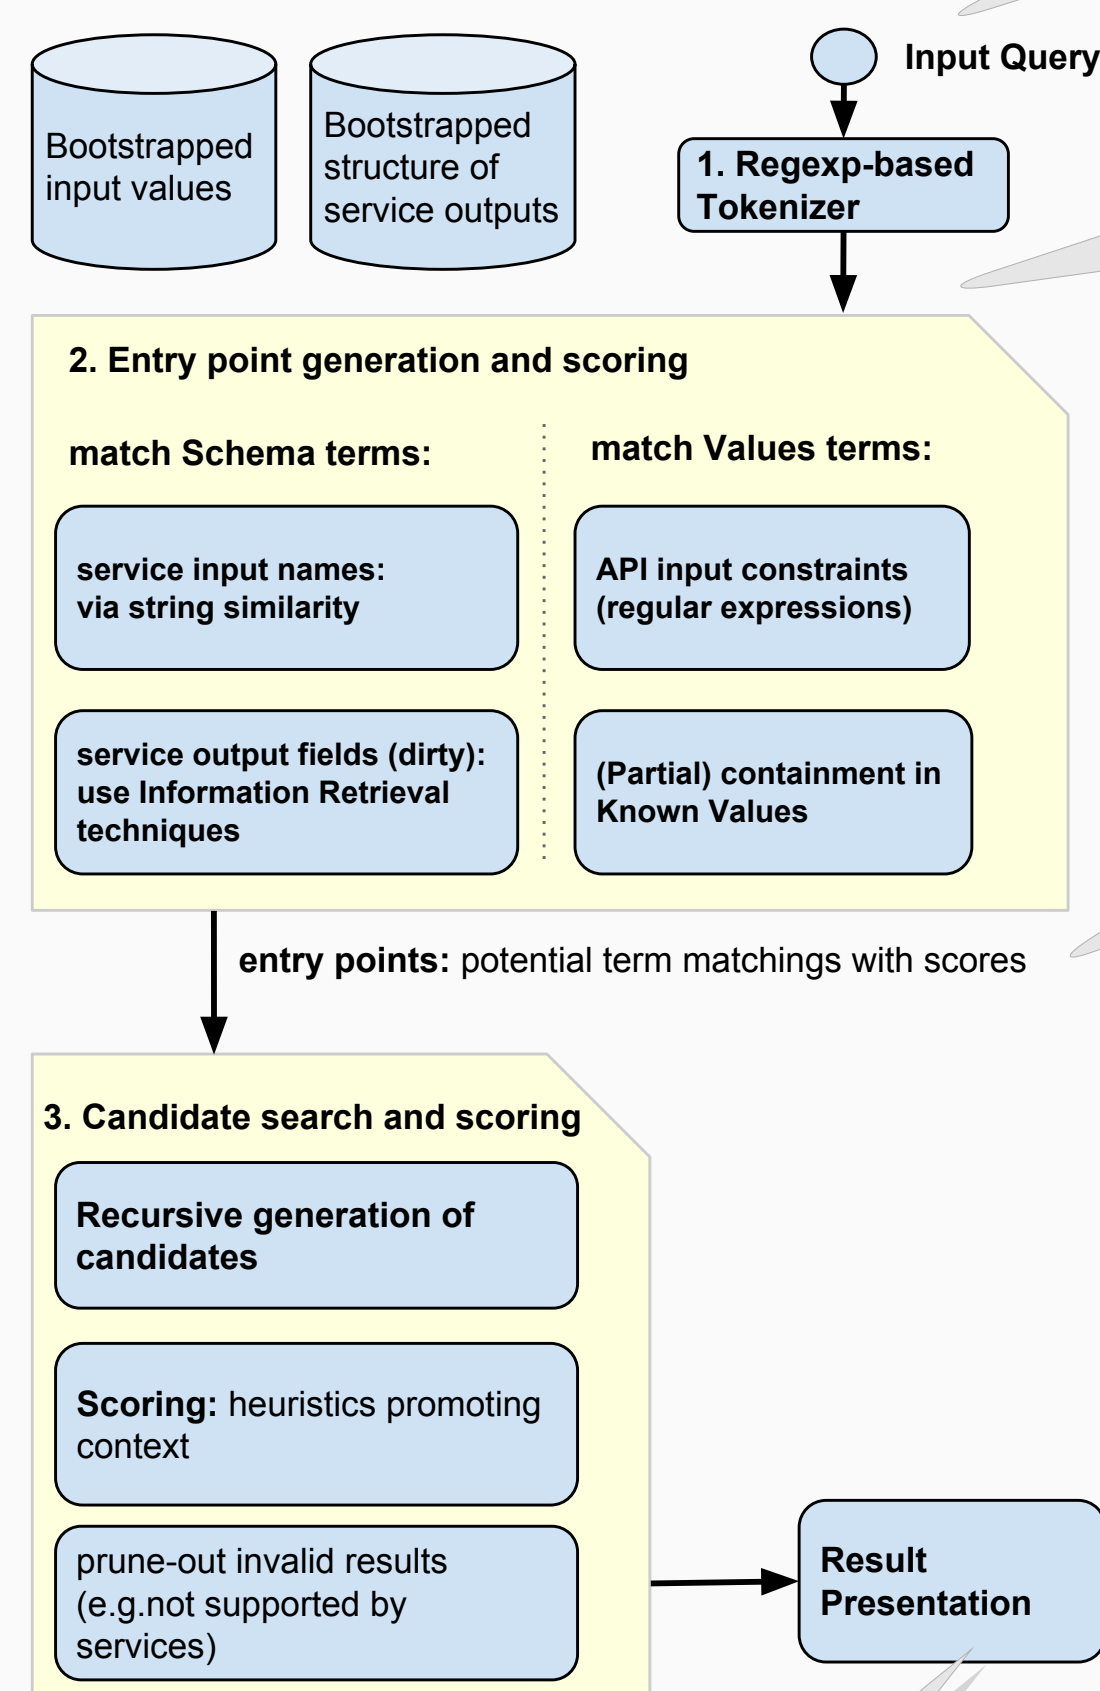 Input Query
Bootstrapped
input values
Bootstrapped
structure of
service outputs
1. Regexp-based
Tokenizer
2. Entry point generation and scoring
match Schema terms:
match Values terms:
service input names:
via string similarity
API input constraints
(regular expressions)
service output fields (dirty):
use Information Retrieval
techniques
(Partial) containment in
Known Values
entry points: potential term matchings with scores
3. Candidate search and scoring
Recursive generation of
candidates
Scoring: heuristics promoting
context
prune-out invalid results
(e.g.not supported by
services)
Result
Presentation